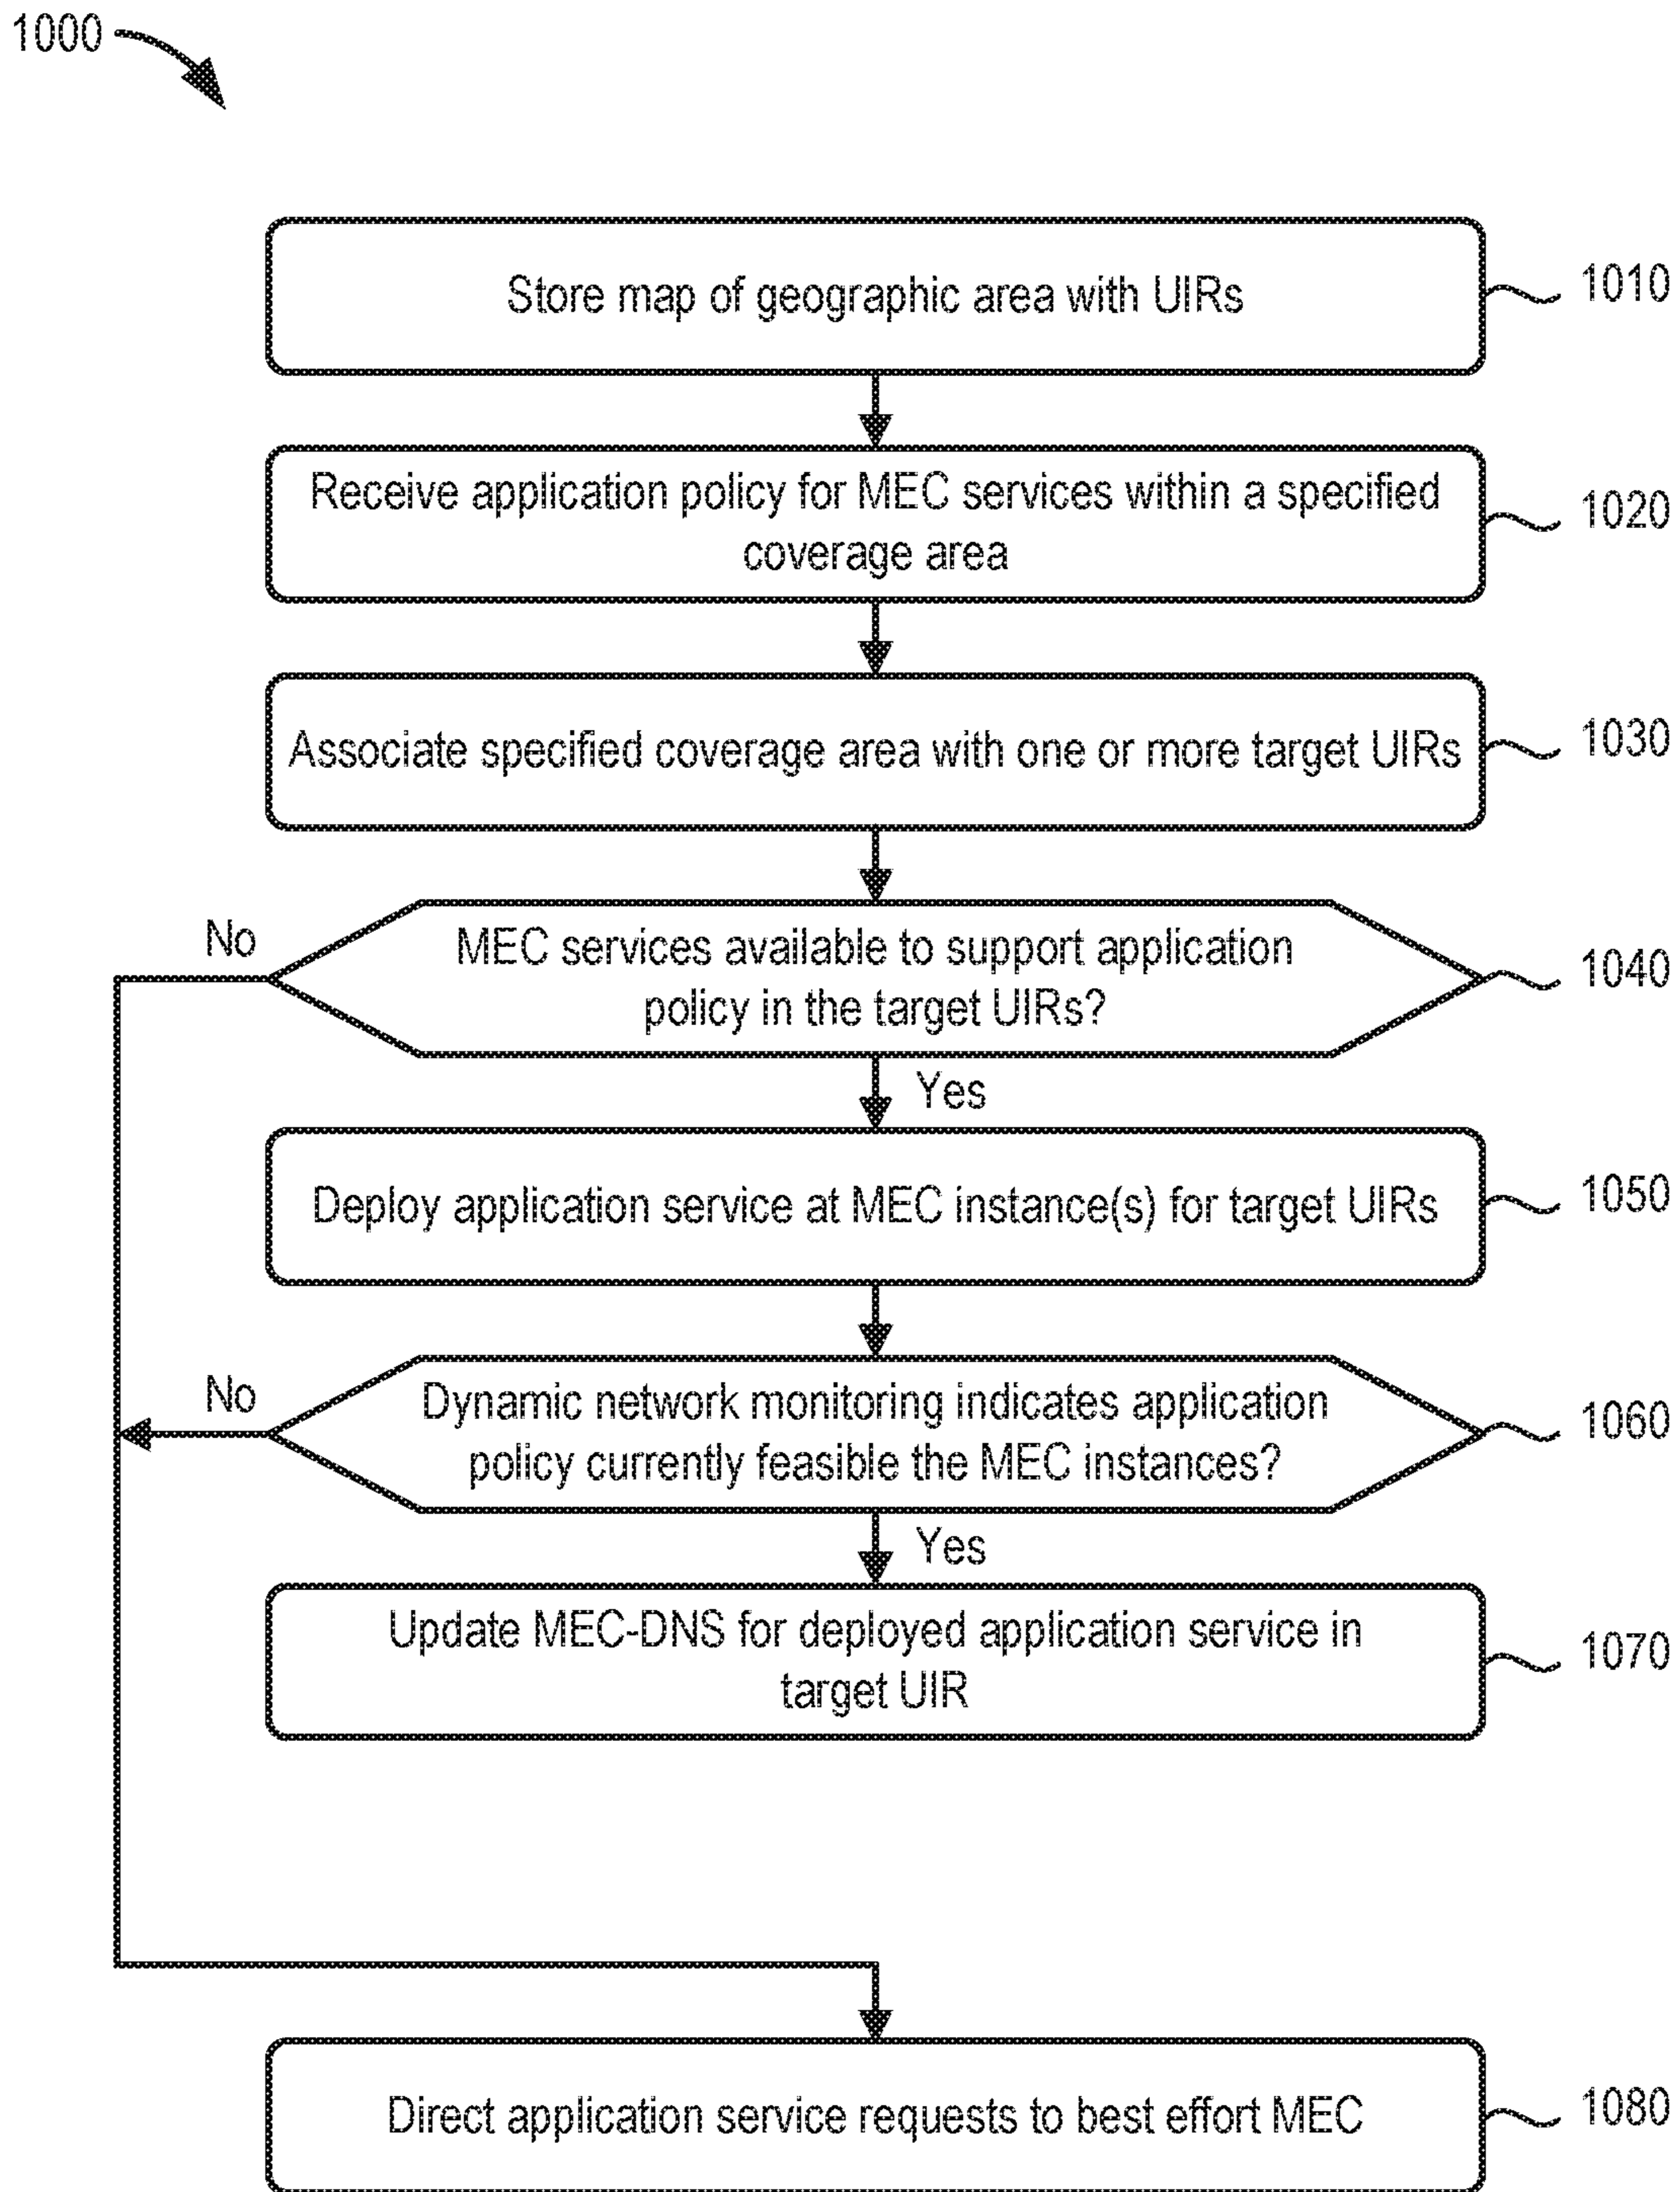 1000
Store map of geographic area with UIRs
1010
Receive application policy for MEC services within a specified
coverage area
1020
Associate specified coverage area with one or more target UIRs
1030
No
MEC services available to support application
policy in the target UIRs?
1040
Yes
Deploy application service at MEC instance(s) for target UIRs
1050
No
Dynamic network monitoring indicates application
policy currently feasible the MEC instances?
1060
Yes
Update MEC-DNS for deployed application service in
target UIR
1070
Direct application service requests to best effort MEC
1080